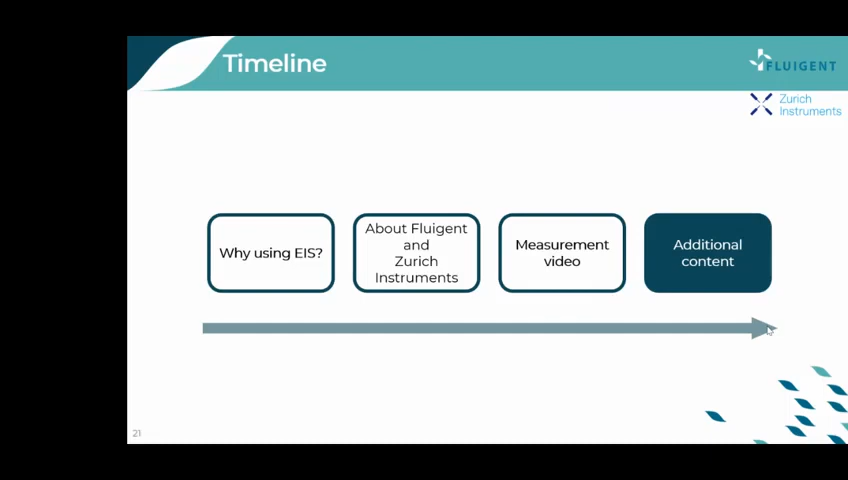 Timeline
FLUIGENT
Zurich
Instruments
Why using EIS?
About Fluigent
and
Zurich
Instruments
Measurement
video
Additional
content
21